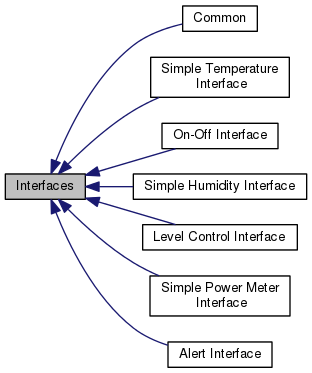 Common
Simple Temperature
Interface
On-Off Interface
Interfaces
Simple Humidity Interface
Level Control Interface
Simple Power Meter
Interface
Alert Interface